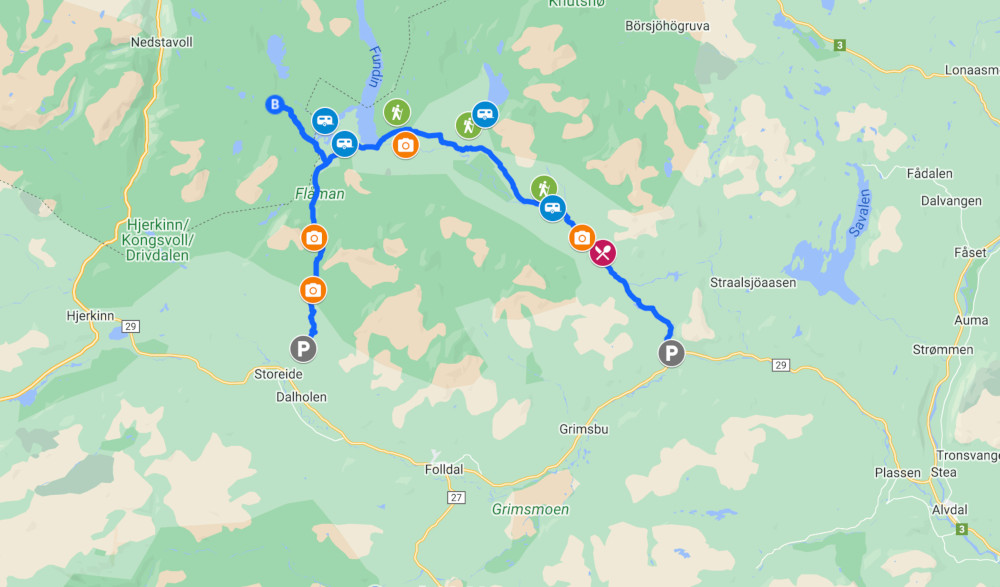 Knutshø
Börsjöhögruva
Nedstavoll
3
Lonaasm
Funnin
B
Fådalen
Flåman
Dalvangen
Savalen
Hjerkinn/
Kongsvoll/
Drivdalen
Fåset
Straalsjöaasen
Hjerkinn
29
Auma
P
Strømmen
P
29
Storeide
Dalholen
Grimsbu
Folldal
Tronsvange
Plassen
Stea
27
Grimsmoen
Alvdal
3